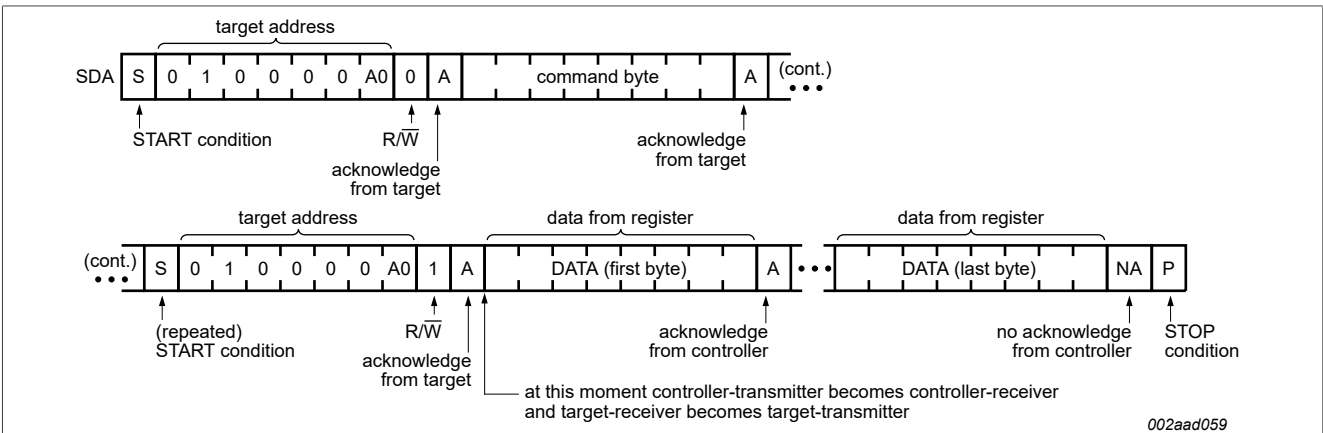 target address
SDA S 0 1 0 0 0 0 A0 0 A command byte A (cont.)
START condition R/W̅ acknowledge
from target
acknowledge
from target
target address data from register data from register
(cont.) S 0 1 0 0 0 0 A0 1 A DATA (first byte) A DATA (last byte) NA P
(repeated)
START condition
R/W̅
acknowledge
from target
acknowledge
from controller
no acknowledge
from controller
STOP
condition
at this moment controller-transmitter becomes controller-receiver
and target-receiver becomes target-transmitter
002aad059